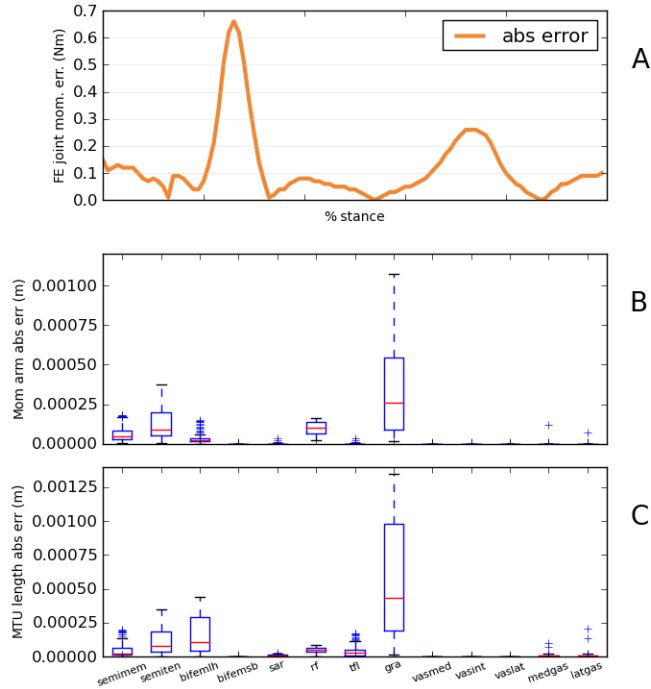 0.7
0.6
0.5
0.4
0.3
0.2
0.1
0.0
FE joint mom. err. (Nm)
abs error
A
% stance
0.00100
0.00075
0.00050
0.00025
0.00000
Mom arm abs err (m)
B
0.00125
0.00100
0.00075
0.00050
0.00025
0.00000
MTU length abs err (m)
C
semimem semiten bifemlh bifemsb sar rf tfl gra vasmed vasint vaslat medgas latgas